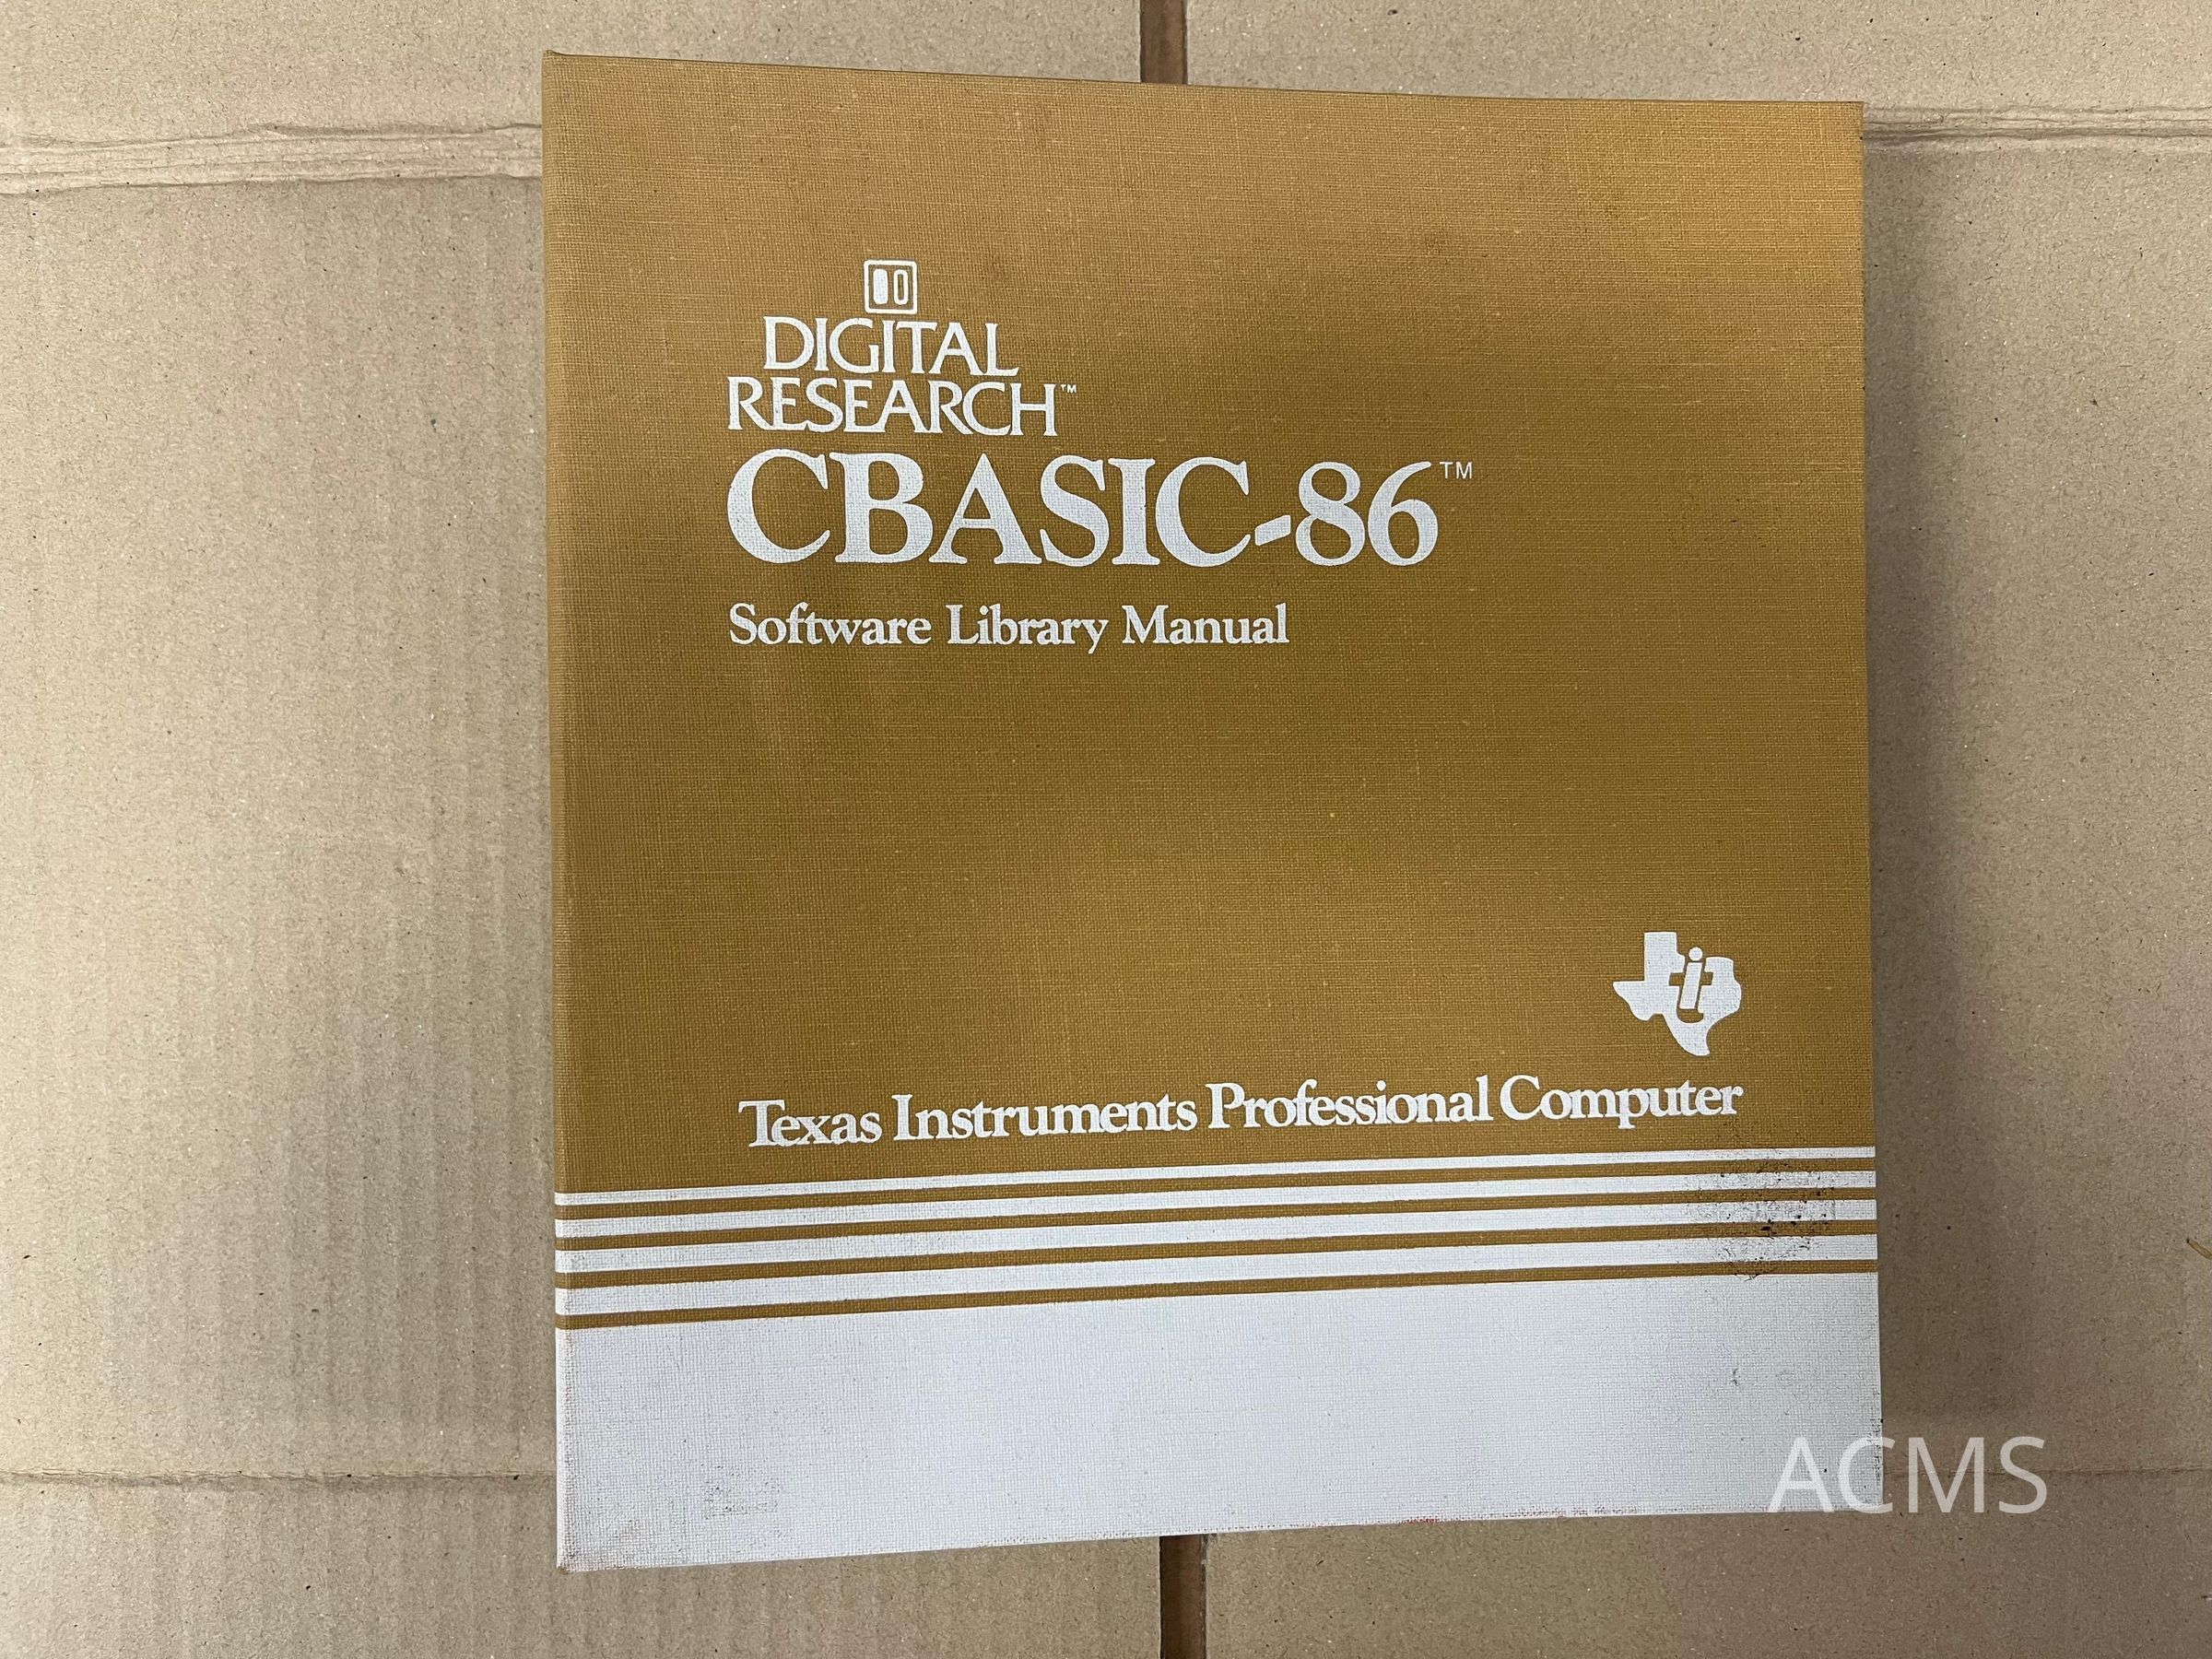 DIGITAL
RESEARCH™
CBASIC-86™
Software Library Manual
Texas Instruments Professional Computer
ACMS